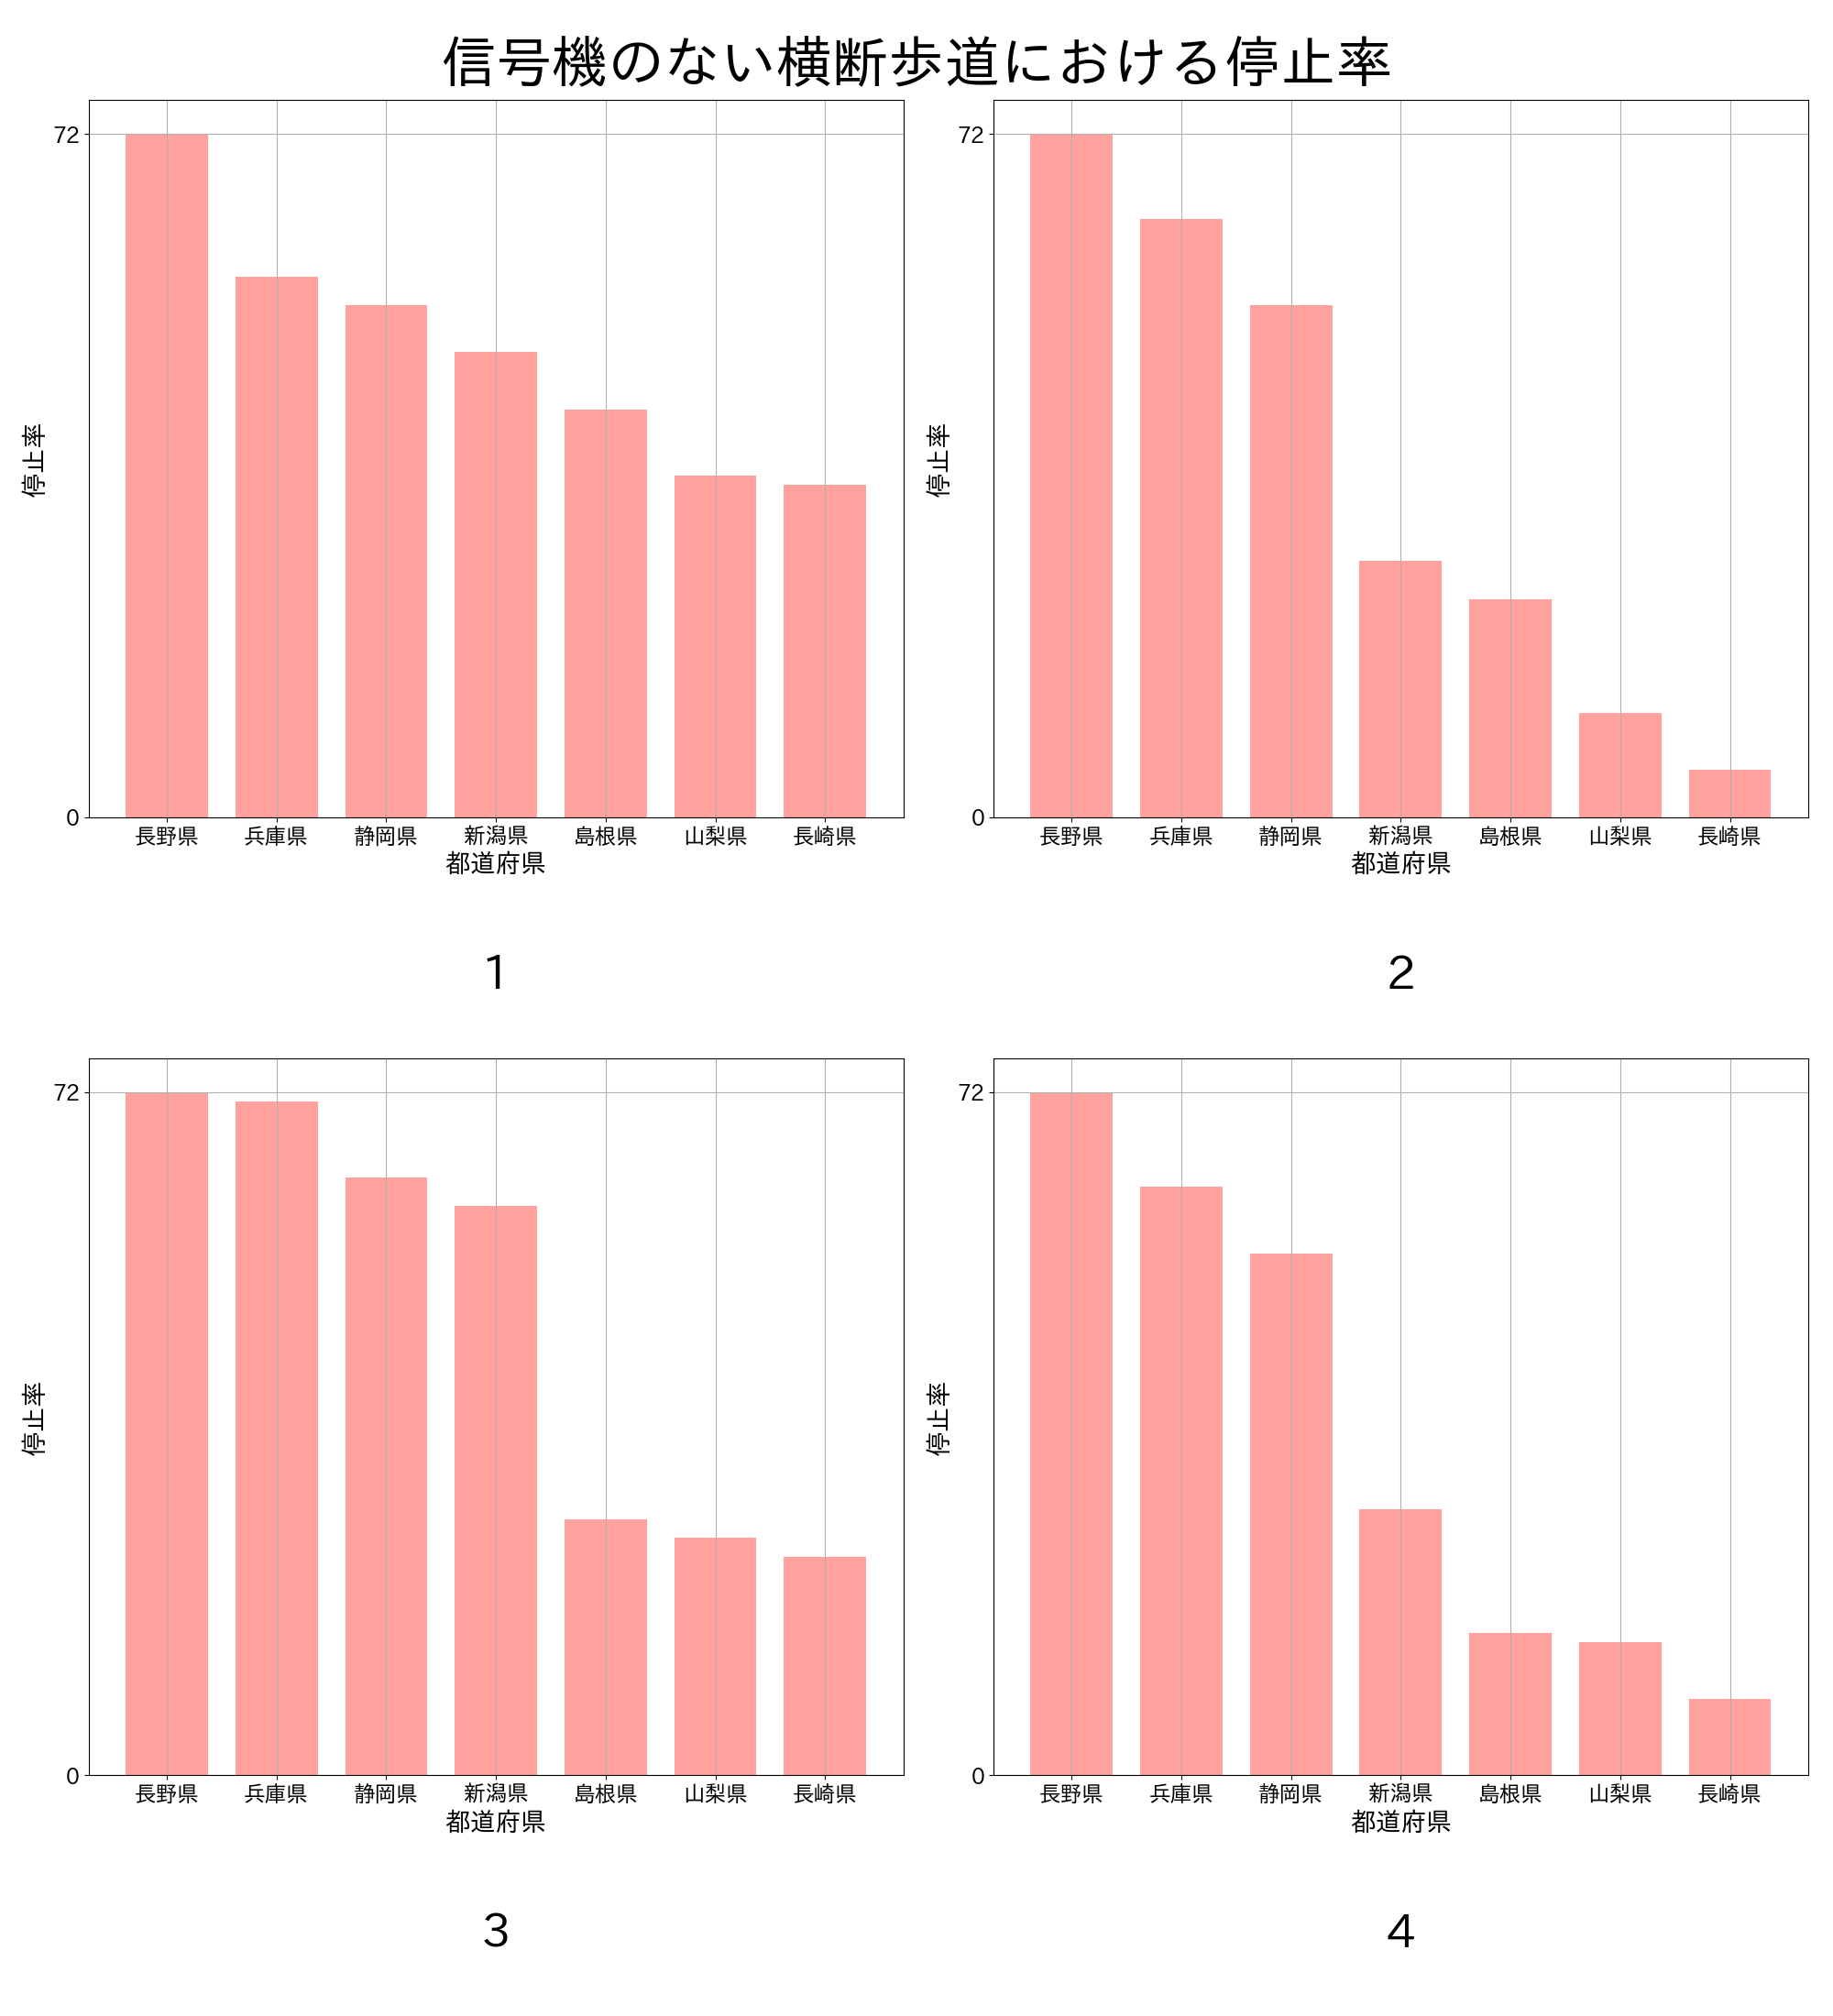 信号機のない横断歩道における停止率
72
0
停止率
長野県 兵庫県 静岡県 新潟県 島根県 山梨県 長崎県
都道府県
1
72
0
停止率
長野県 兵庫県 静岡県 新潟県 島根県 山梨県 長崎県
都道府県
2
72
0
停止率
長野県 兵庫県 静岡県 新潟県 島根県 山梨県 長崎県
都道府県
3
72
0
停止率
長野県 兵庫県 静岡県 新潟県 島根県 山梨県 長崎県
都道府県
4